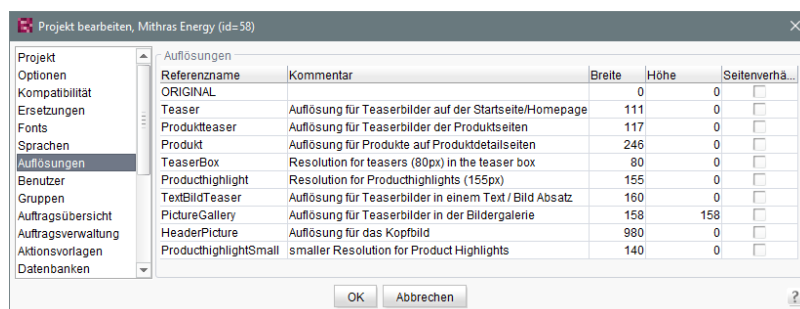 Projekt bearbeiten, Mithras Energy (id=58)
Projekt
Optionen
Kompatibilität
Ersetzungen
Fonts
Sprachen
Auflösungen
Benutzer
Gruppen
Auftragsübersicht
Auftragsverwaltung
Aktionsvorlagen
Datenbanken
Auflösungen
Referenzname Kommentar Breite Höhe Seitenverhä...
ORIGINAL 0 0
Teaser Auflösung für Teaserbilder auf der Startseite/Homepage 111 0
Produktteaser Auflösung für Teaserbilder der Produktseiten 117 0
Produkt Auflösung für Produkte auf Produktdetailseiten 246 0
TeaserBox Resolution for teasers (80px) in the teaser box 80 0
Producthighlight Resolution for Producthighlights (155px) 155 0
TextBildTeaser Auflösung für Teaserbilder in einem Text / Bild Absatz 160 0
PictureGallery Auflösung für Teaserbilder in der Bildergalerie 158 158
HeaderPicture Auflösung für das Kopfbild 980 0
ProducthighlightSmall smaller Resolution for Product Highlights 140 0
OK Abbrechen ?